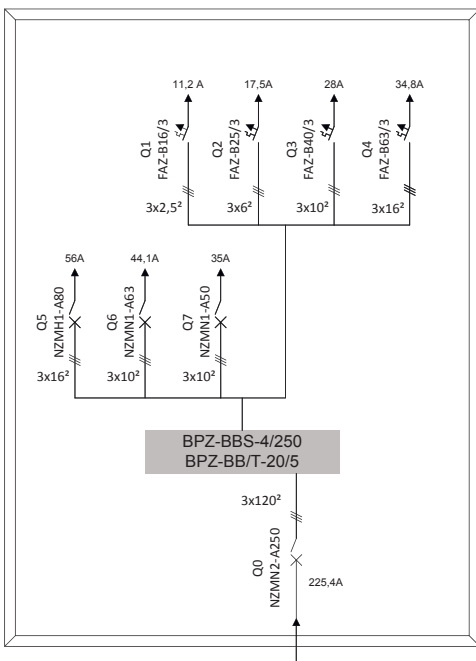 11,2 A
17,5A
28A
34,8A
Q1
FAZ-B16/3
Q2
FAZ-B25/3
Q3
FAZ-B40/3
Q4
FAZ-B63/3
3x2,5²
3x6²
3x10²
3x16²
56A
44,1A
35A
Q5
NZMH1-A80
Q6
NZMN1-A63
Q7
NZMN1-A50
3x16²
3x10²
3x10²
BPZ-BBS-4/250
BPZ-BB/T-20/5
3x120²
Q0
NZMN2-A250
225,4A